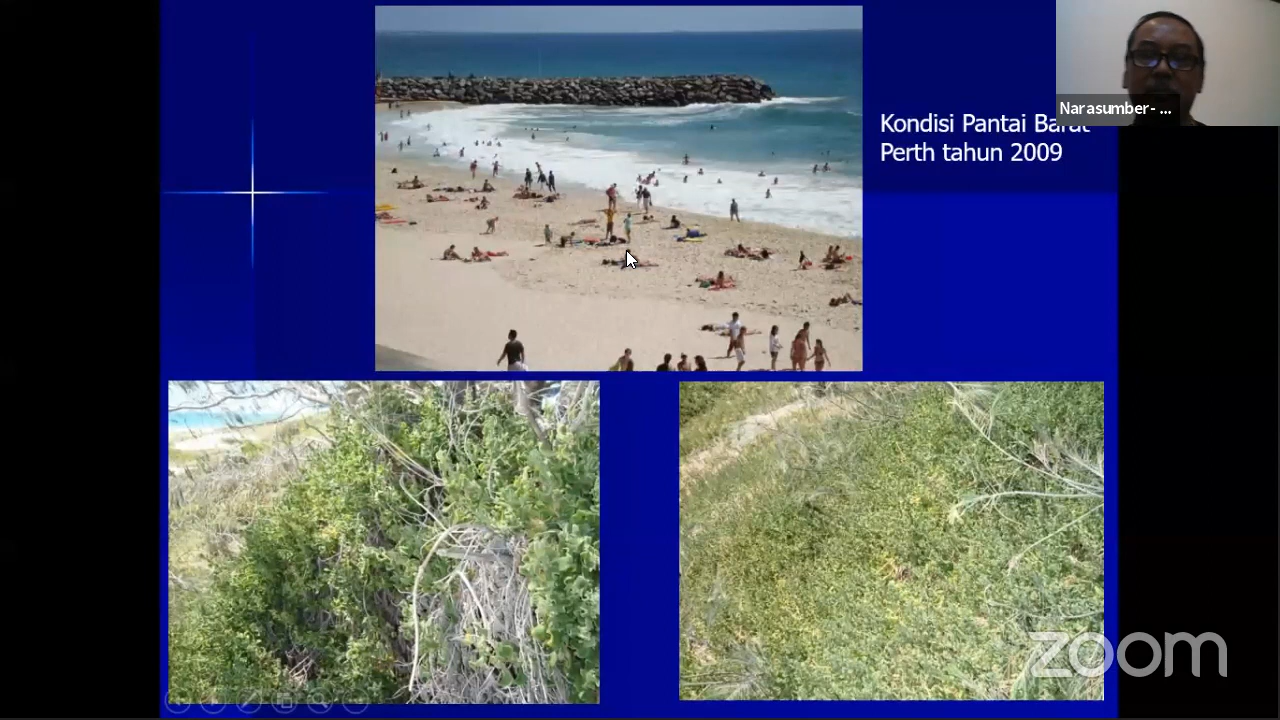 Narasumber- ...
Kondisi Pantai Barat
Perth tahun 2009
zoom